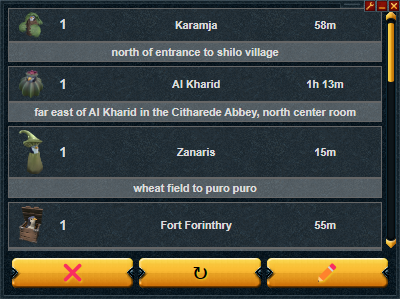 1 Karamja 58m
north of entrance to shilo village
1 Al Kharid 1h 13m
far east of Al Kharid in the Citharede Abbey, north center room
1 Zanaris 15m
wheat field to puro puro
1 Fort Forinthry 55m